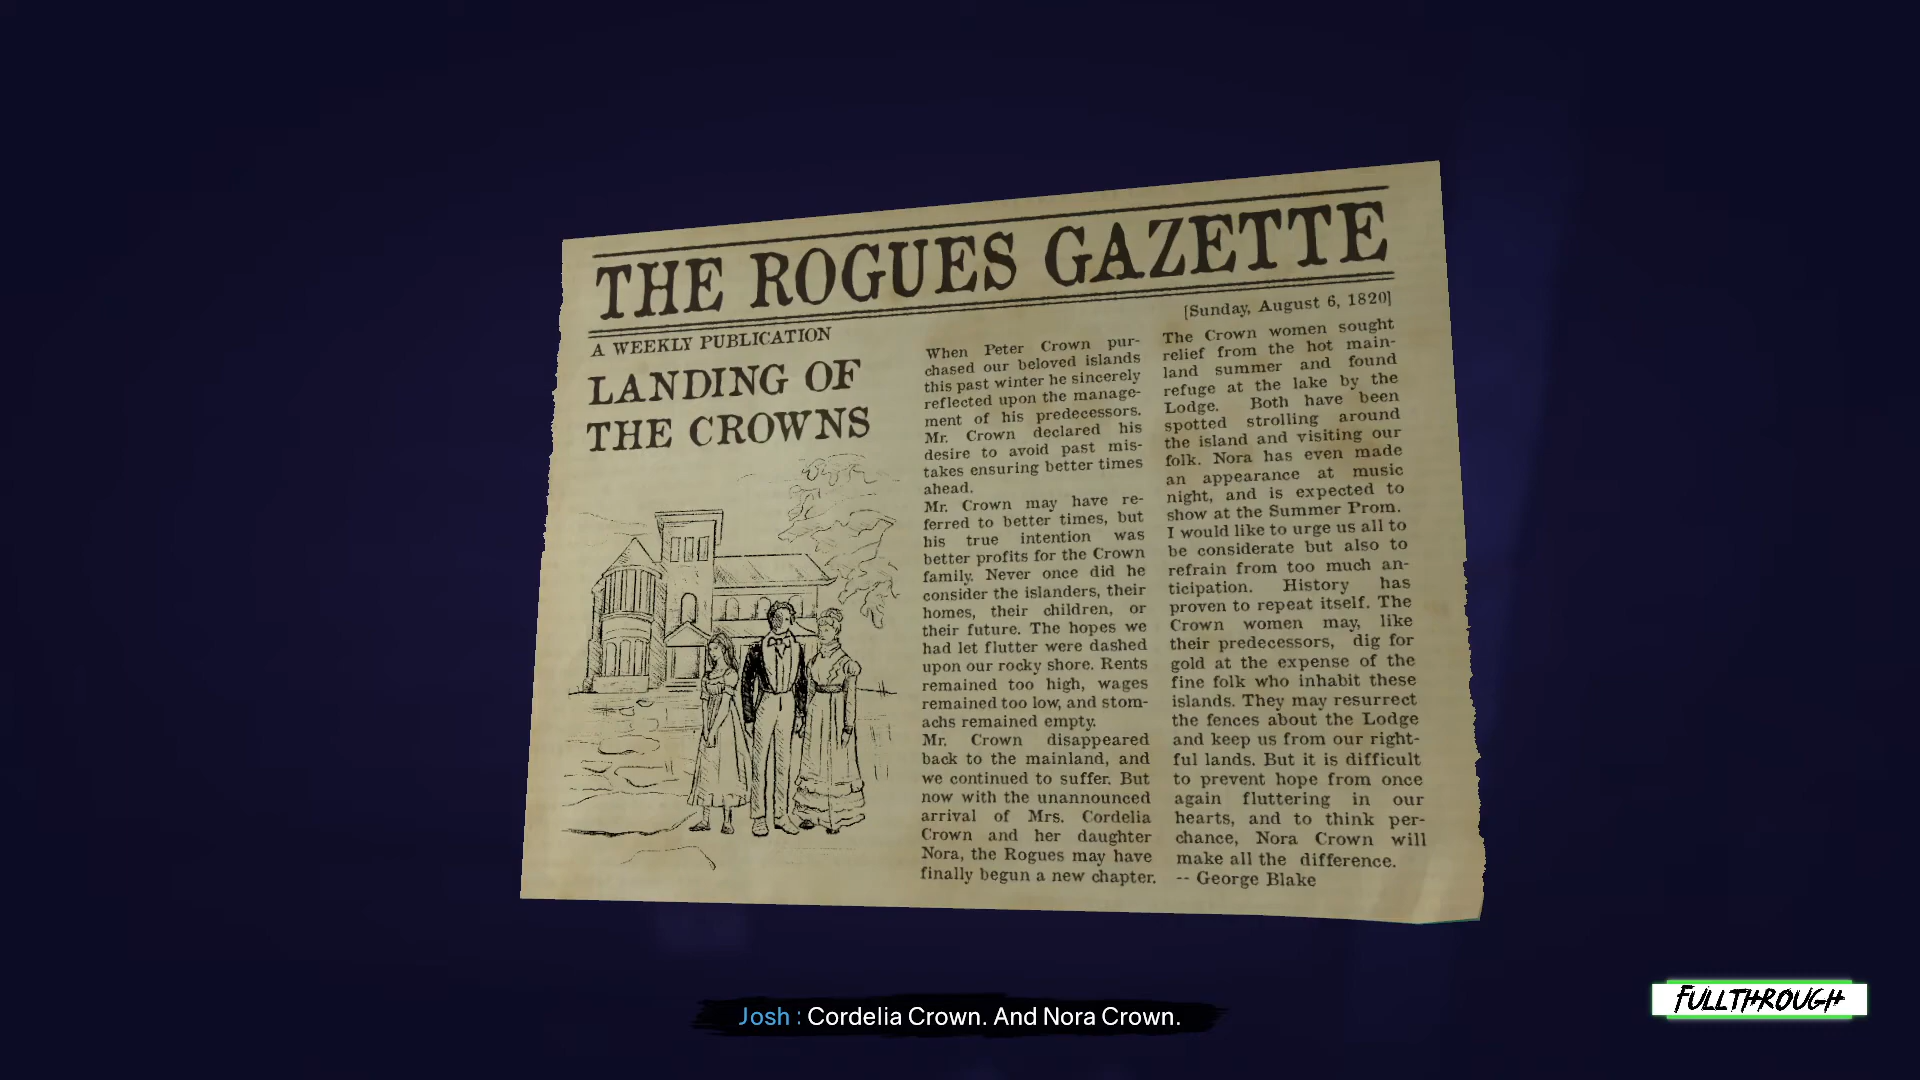 THE ROGUES GAZETTE
[Sunday, August 6, 1820]
A WEEKLY PUBLICATION
LANDING OF
THE CROWNS
When Peter Crown pur-
chased our beloved islands
this past winter he sincerely
reflected upon the manage-
ment of his predecessors.
Mr. Crown declared his
desire to avoid past mis-
takes ensuring better times
ahead.
Mr. Crown may have re-
ferred to better times, but
his true intention was
better profits for the Crown
family. Never once did he
consider the islanders, their
homes, their children, or
their future. The hopes we
had let flutter were dashed
upon our rocky shore. Rents
remained too high, wages
remained too low, and stom-
achs remained empty.
Mr. Crown disappeared
back to the mainland, and
we continued to suffer. But
now with the unannounced
arrival of Mrs. Cordelia
Crown and her daughter
Nora, the Rogues may have
finally begun a new chapter.
The Crown women sought
relief from the hot main-
land summer and found
refuge at the lake by the
Lodge. Both have been
spotted strolling around
the island and visiting our
folk. Nora has even made
an appearance at music
night, and is expected to
show at the Summer Prom.
I would like to urge us all to
be considerate but also to
refrain from too much an-
ticipation. History has
proven to repeat itself. The
Crown women may, like
their predecessors, dig for
gold at the expense of the
fine folk who inhabit these
islands. They may resurrect
the fences about the Lodge
and keep us from our right-
ful lands. But it is difficult
to prevent hope from once
again fluttering in our
hearts, and to think per-
chance, Nora Crown will
make all the difference.
-- George Blake
Josh : Cordelia Crown. And Nora Crown.
FULLTHROUGH